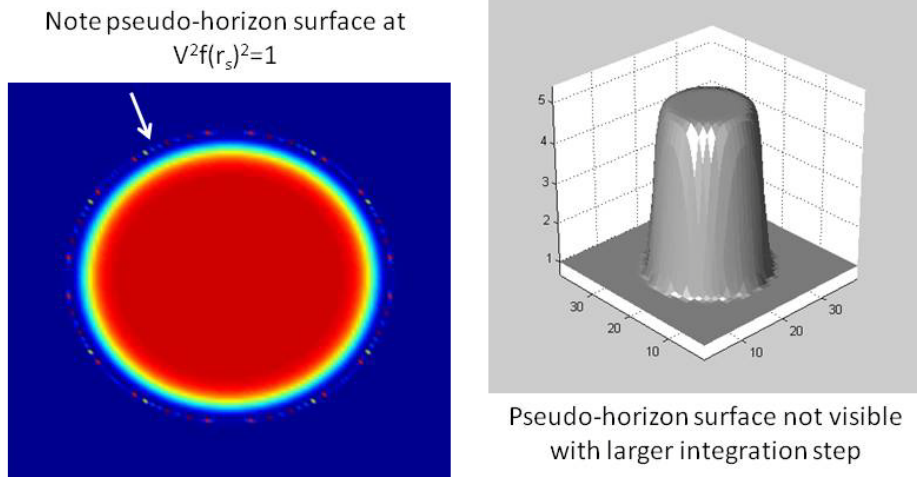 Note pseudo-horizon surface at
V²f(rₛ)²=1
5
4
3
2
1
30
20
10
10
20
30
Pseudo-horizon surface not visible
with larger integration step